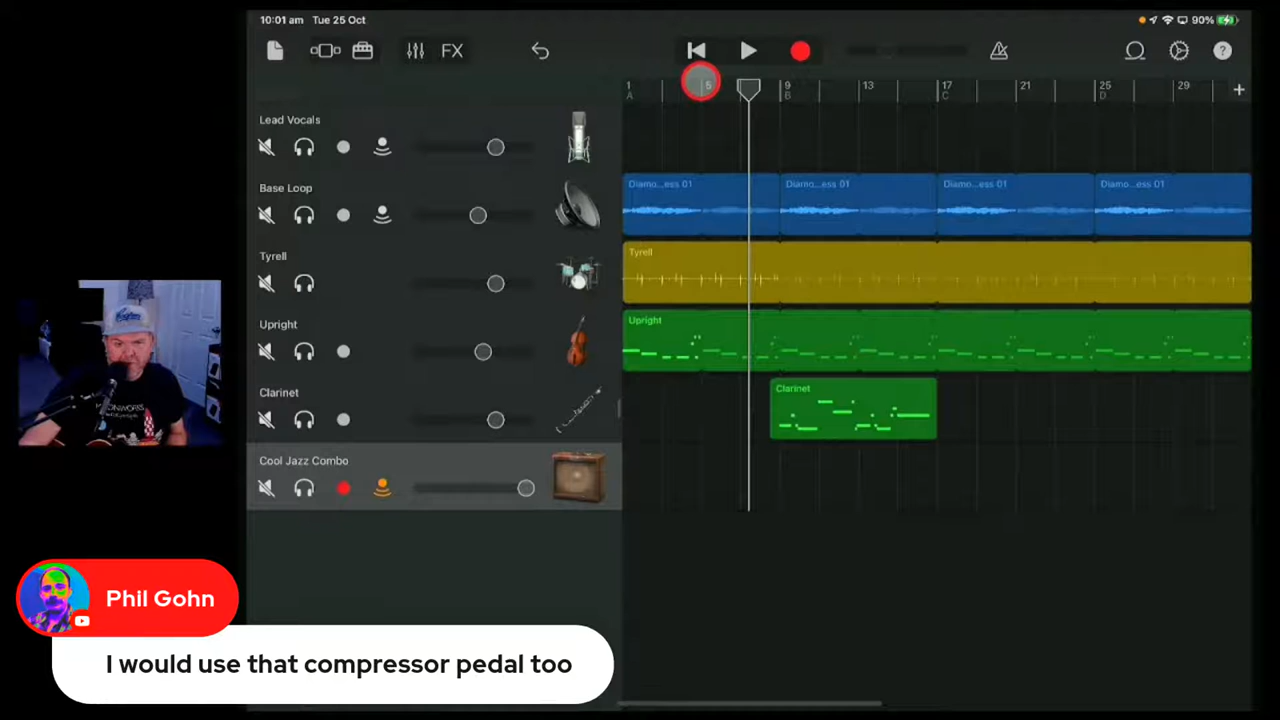 10:01 am Tue 25 Oct
90%
FX
1 5 9 13 17 21 25 29
A B C D
Lead Vocals
Base Loop
Tyrell
Upright
Clarinet
Cool Jazz Combo
Diamo...ess 01 Diamo...ess 01 Diamo...ess 01 Diamo...ess 01
Tyrell
Upright
Clarinet
Phil Gohn
I would use that compressor pedal too